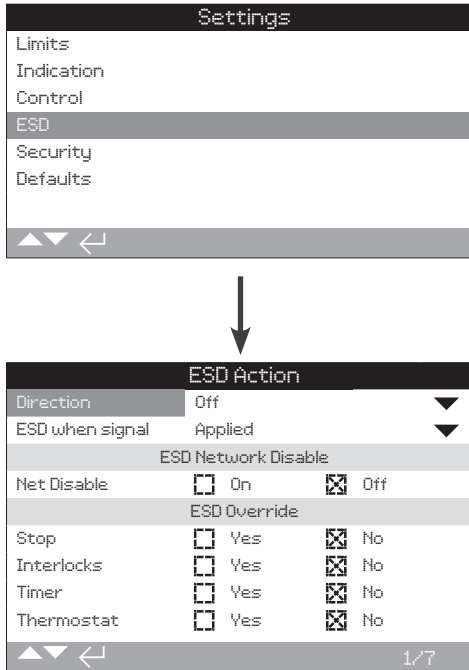 Settings
Limits
Indication
Control
ESD
Security
Defaults
ESD Action
Direction Off
ESD when signal Applied
ESD Network Disable
Net Disable On Off
ESD Override
Stop Yes No
Interlocks Yes No
Timer Yes No
Thermostat Yes No
1/7